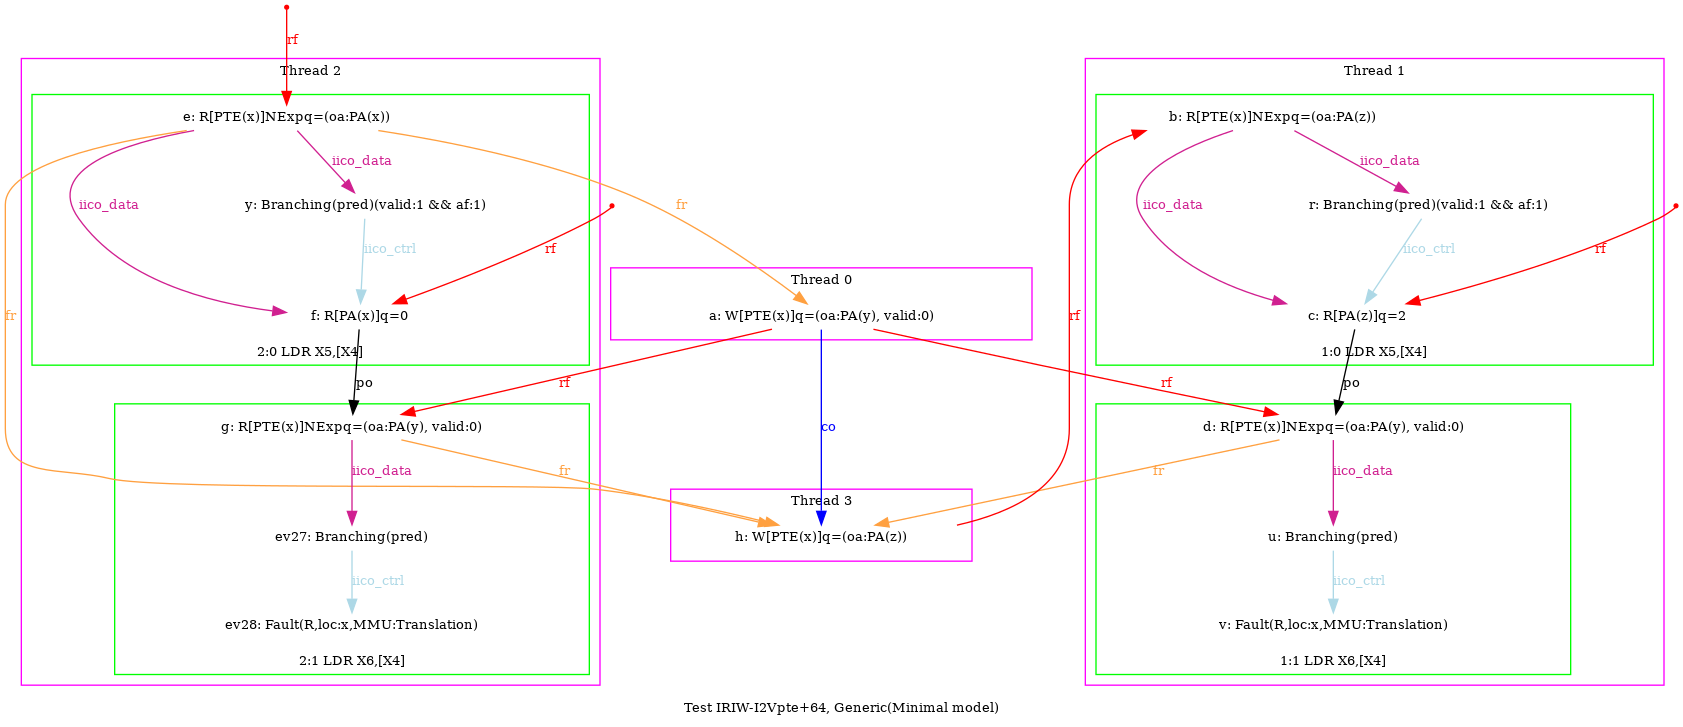 rf
Thread 2
Thread 1
e: R[PTE(x)]NExpq=(oa:PA(x))
b: R[PTE(x)]NExpq=(oa:PA(z))
iico_data
iico_data
iico_data
y: Branching(pred)(valid:1 && af:1)
fr
iico_data
r: Branching(pred)(valid:1 && af:1)
iico_ctrl
rf
iico_ctrl
rf
Thread 0
fr
f: R[PA(x)]q=0
a: W[PTE(x)]q=(oa:PA(y), valid:0)
rf
c: R[PA(z)]q=2
2:0 LDR X5,[X4]
1:0 LDR X5,[X4]
po
rf
rf
po
g: R[PTE(x)]NExpq=(oa:PA(y), valid:0)
co
d: R[PTE(x)]NExpq=(oa:PA(y), valid:0)
iico_data
fr
fr
iico_data
Thread 3
ev27: Branching(pred)
h: W[PTE(x)]q=(oa:PA(z))
u: Branching(pred)
iico_ctrl
iico_ctrl
ev28: Fault(R,loc:x,MMU:Translation)
v: Fault(R,loc:x,MMU:Translation)
2:1 LDR X6,[X4]
1:1 LDR X6,[X4]
Test IRIW-I2Vpte+64, Generic(Minimal model)